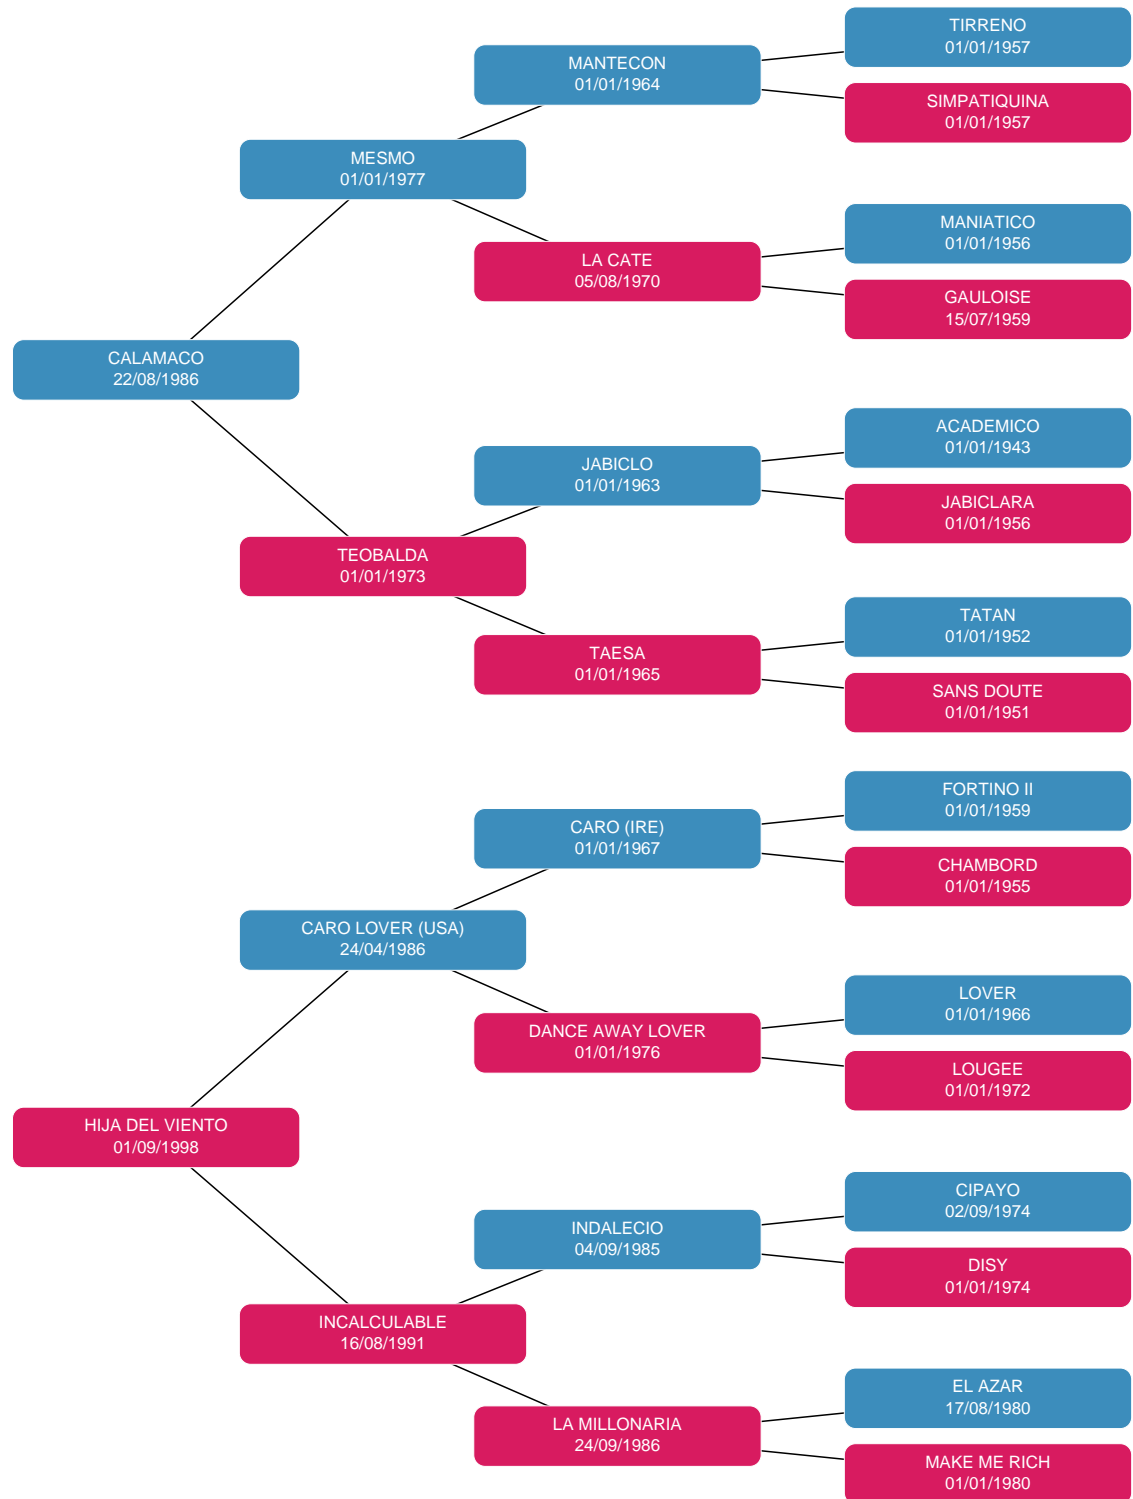 TIRRENO
01/01/1957
MANTECON
01/01/1964
SIMPATIQUINA
01/01/1957
MESMO
01/01/1977
MANIATICO
01/01/1956
LA CATE
05/08/1970
GAULOISE
15/07/1959
CALAMACO
22/08/1986
ACADEMICO
01/01/1943
JABICLO
01/01/1963
JABICLARA
01/01/1956
TEOBALDA
01/01/1973
TATAN
01/01/1952
TAESA
01/01/1965
SANS DOUTE
01/01/1951
FORTINO II
01/01/1959
CARO (IRE)
01/01/1967
CHAMBORD
01/01/1955
CARO LOVER (USA)
24/04/1986
LOVER
01/01/1966
DANCE AWAY LOVER
01/01/1976
LOUGEE
01/01/1972
HIJA DEL VIENTO
01/09/1998
CIPAYO
02/09/1974
INDALECIO
04/09/1985
DISY
01/01/1974
INCALCULABLE
16/08/1991
EL AZAR
17/08/1980
LA MILLONARIA
24/09/1986
MAKE ME RICH
01/01/1980